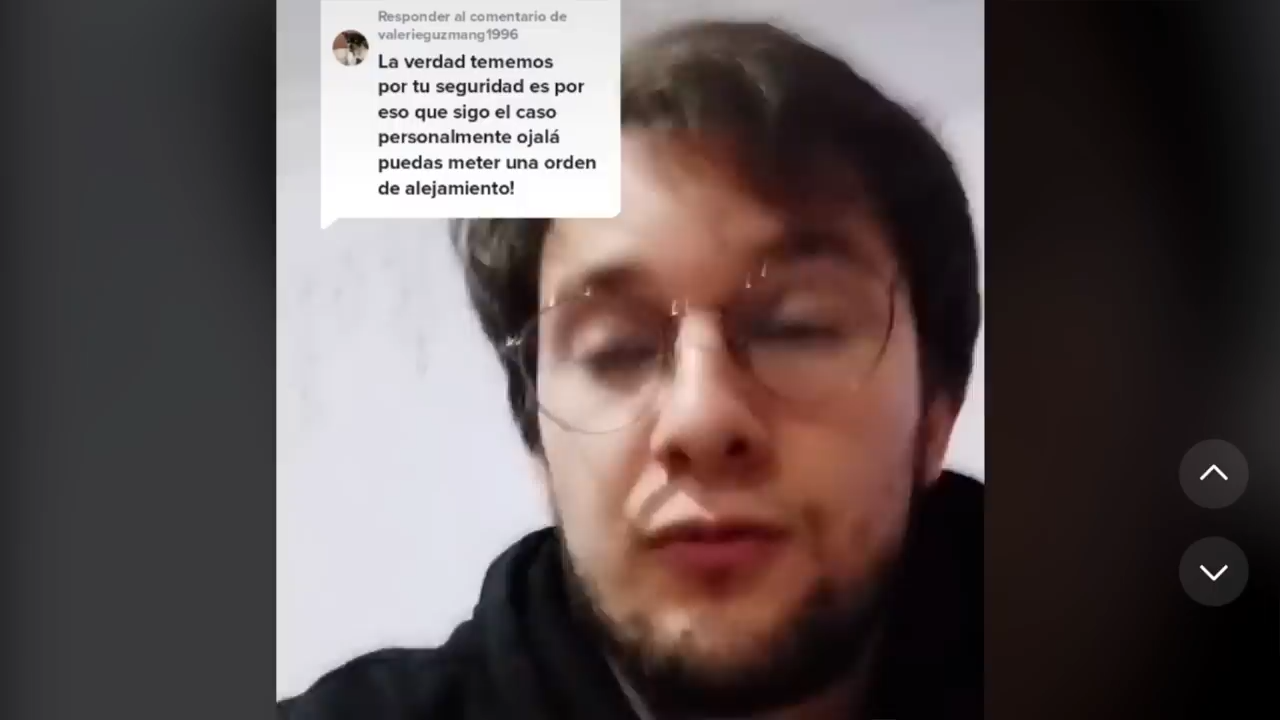 Responder al comentario de
valerieguzmang1996
La verdad tememos
por tu seguridad es por
eso que sigo el caso
personalmente ojalá
puedas meter una orden
de alejamiento!